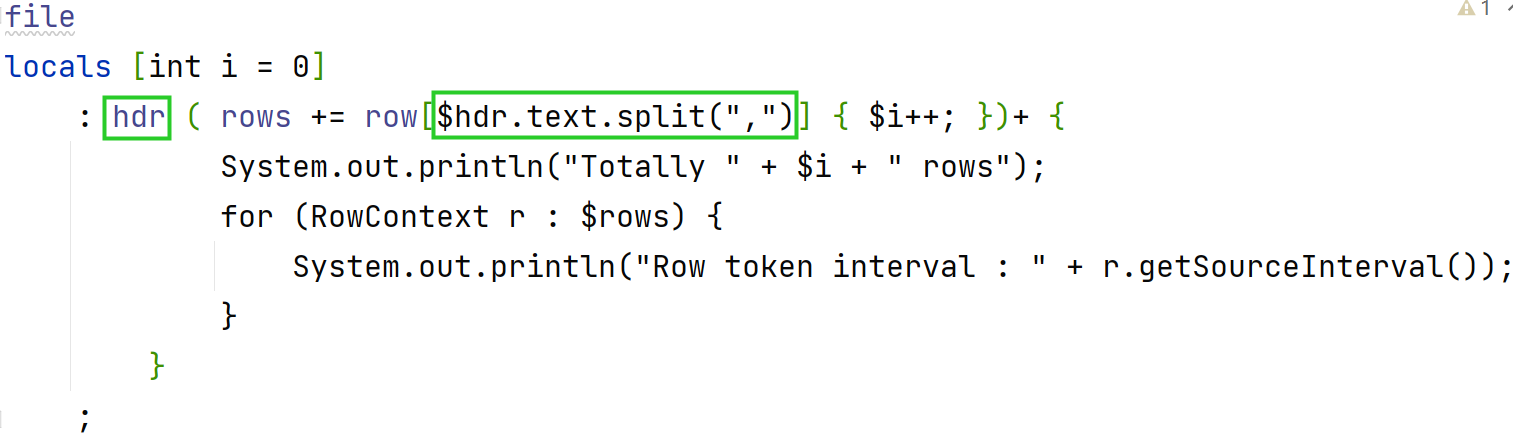 file
locals [int i = 0]
    : hdr ( rows += row[$hdr.text.split(",")] { $i++; })+ {
            System.out.println("Totally " + $i + " rows");
            for (RowContext r : $rows) {
                System.out.println("Row token interval : " + r.getSourceInterval());
            }
        }
    ;
1